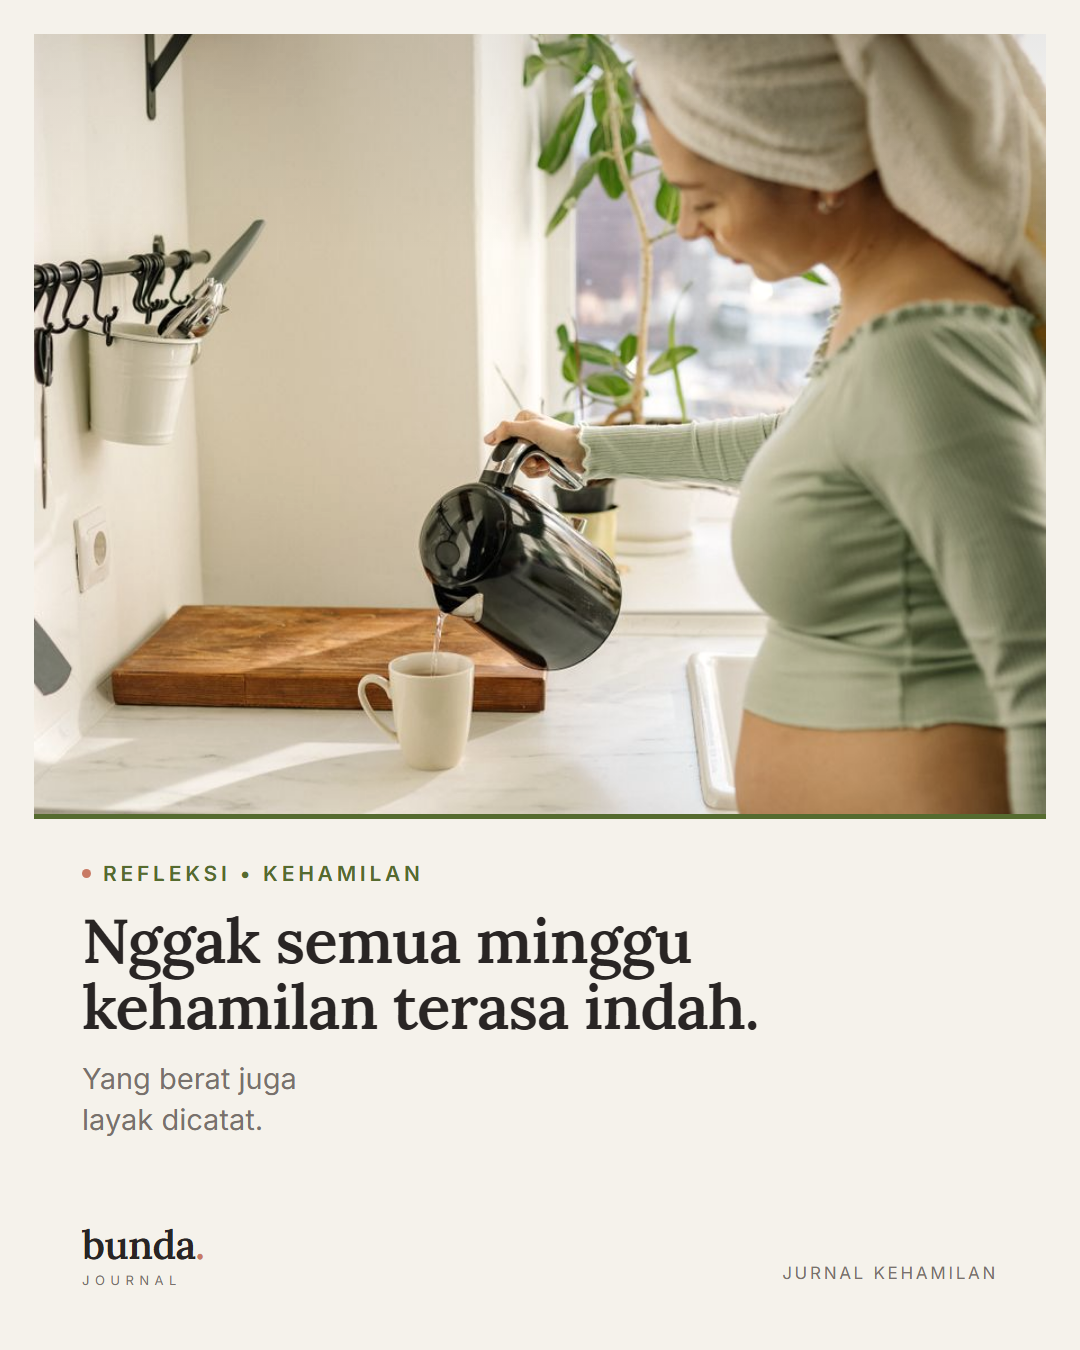 REFLEKSI • KEHAMILAN
Nggak semua minggu
kehamilan terasa indah.
Yang berat juga
layak dicatat.
bunda.
JOURNAL
JURNAL KEHAMILAN